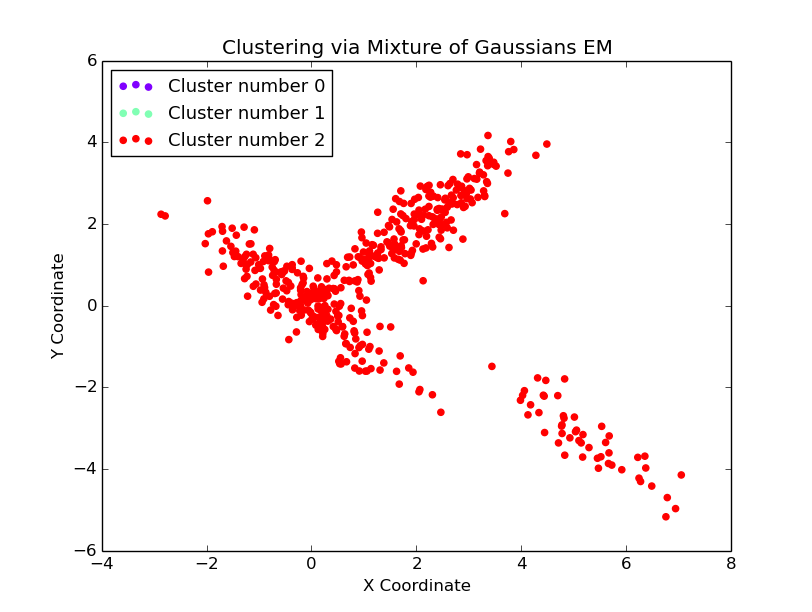 Clustering via Mixture of Gaussians EM
Cluster number 0
Cluster number 1
Cluster number 2
6
4
2
0
−2
−4
−6
Y Coordinate
−4
−2
0
2
4
6
8
X Coordinate